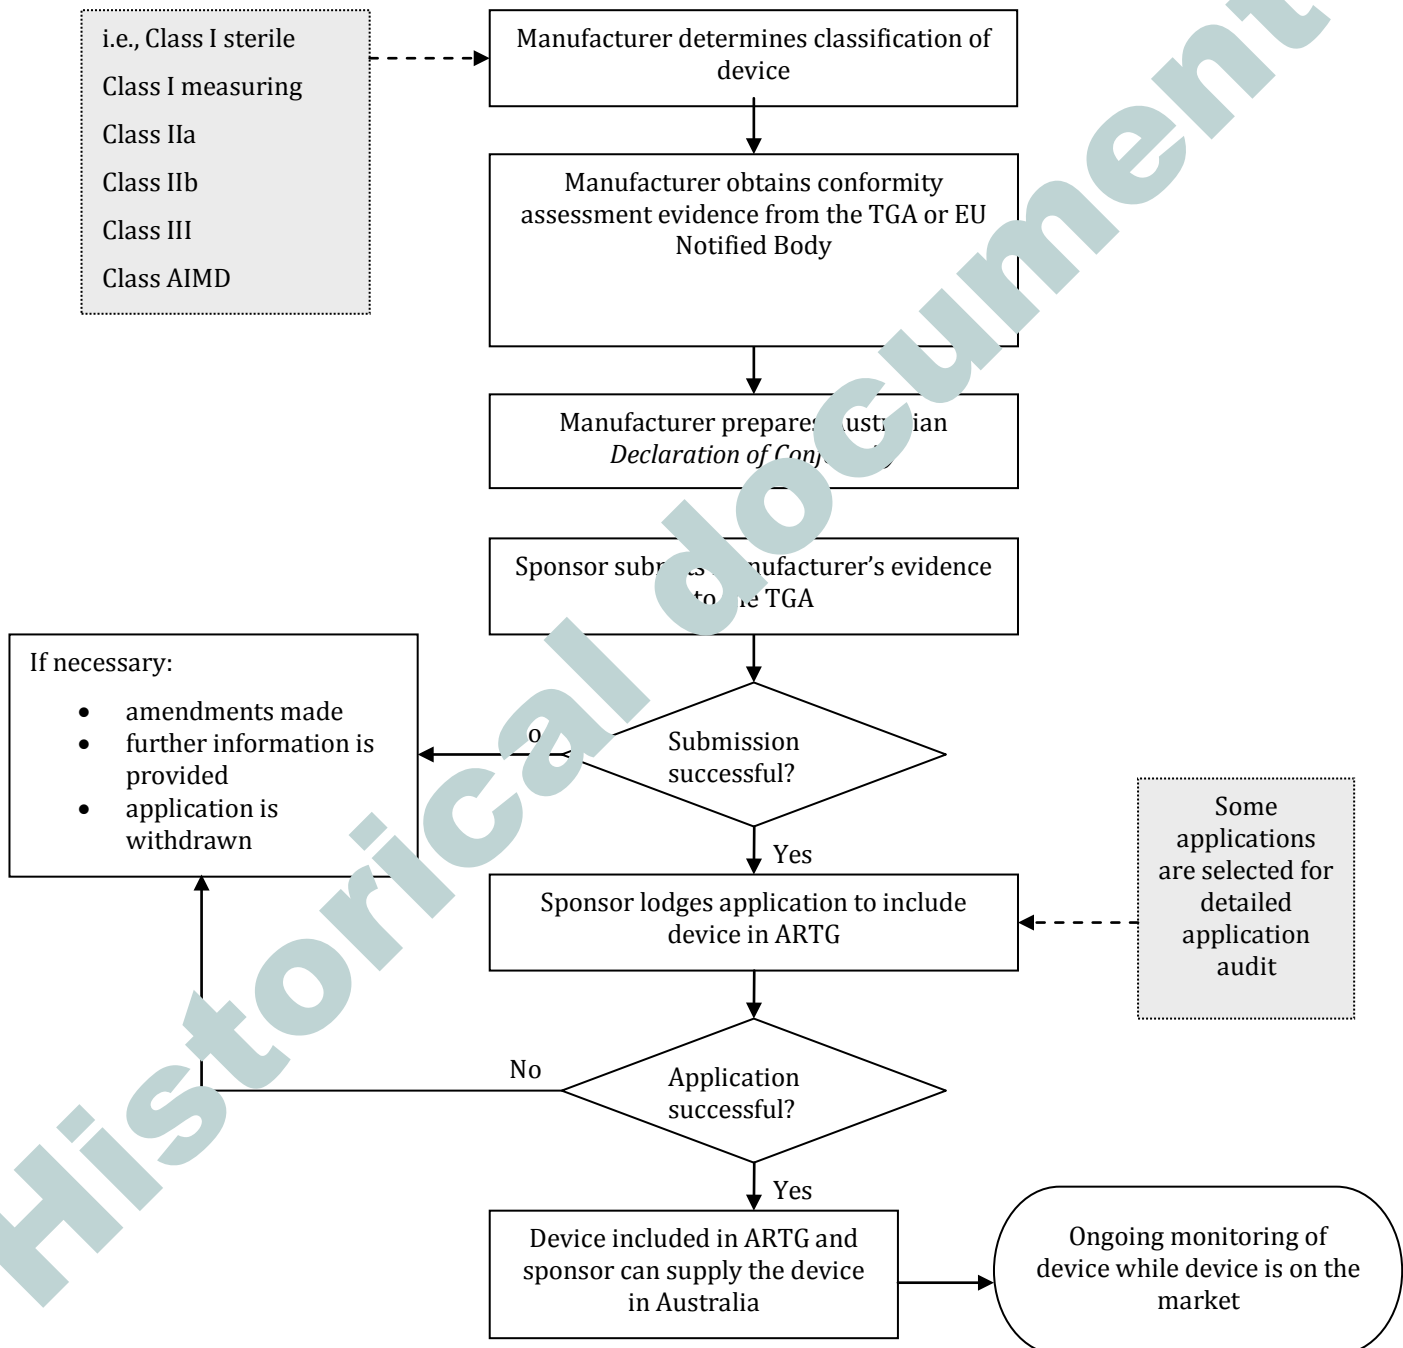 i.e., Class I sterile
Class I measuring
Class IIa
Class IIb
Class III
Class AIMD
Manufacturer determines classification of
device
Manufacturer obtains conformity
assessment evidence from the TGA or EU
Notified Body
Manufacturer prepares
Declaration of
Sponsor manufacturer's evidence
to the TGA
If necessary:
• amendments made
• further information is
provided
• application is
withdrawn
Submission
successful?
Yes
Some
applications
are selected for
detailed
application
audit
Sponsor lodges application to include
device in ARTG
No
Application
successful?
Yes
Device included in ARTG and
sponsor can supply the device
in Australia
Ongoing monitoring of
device while device is on the
market
Historical document